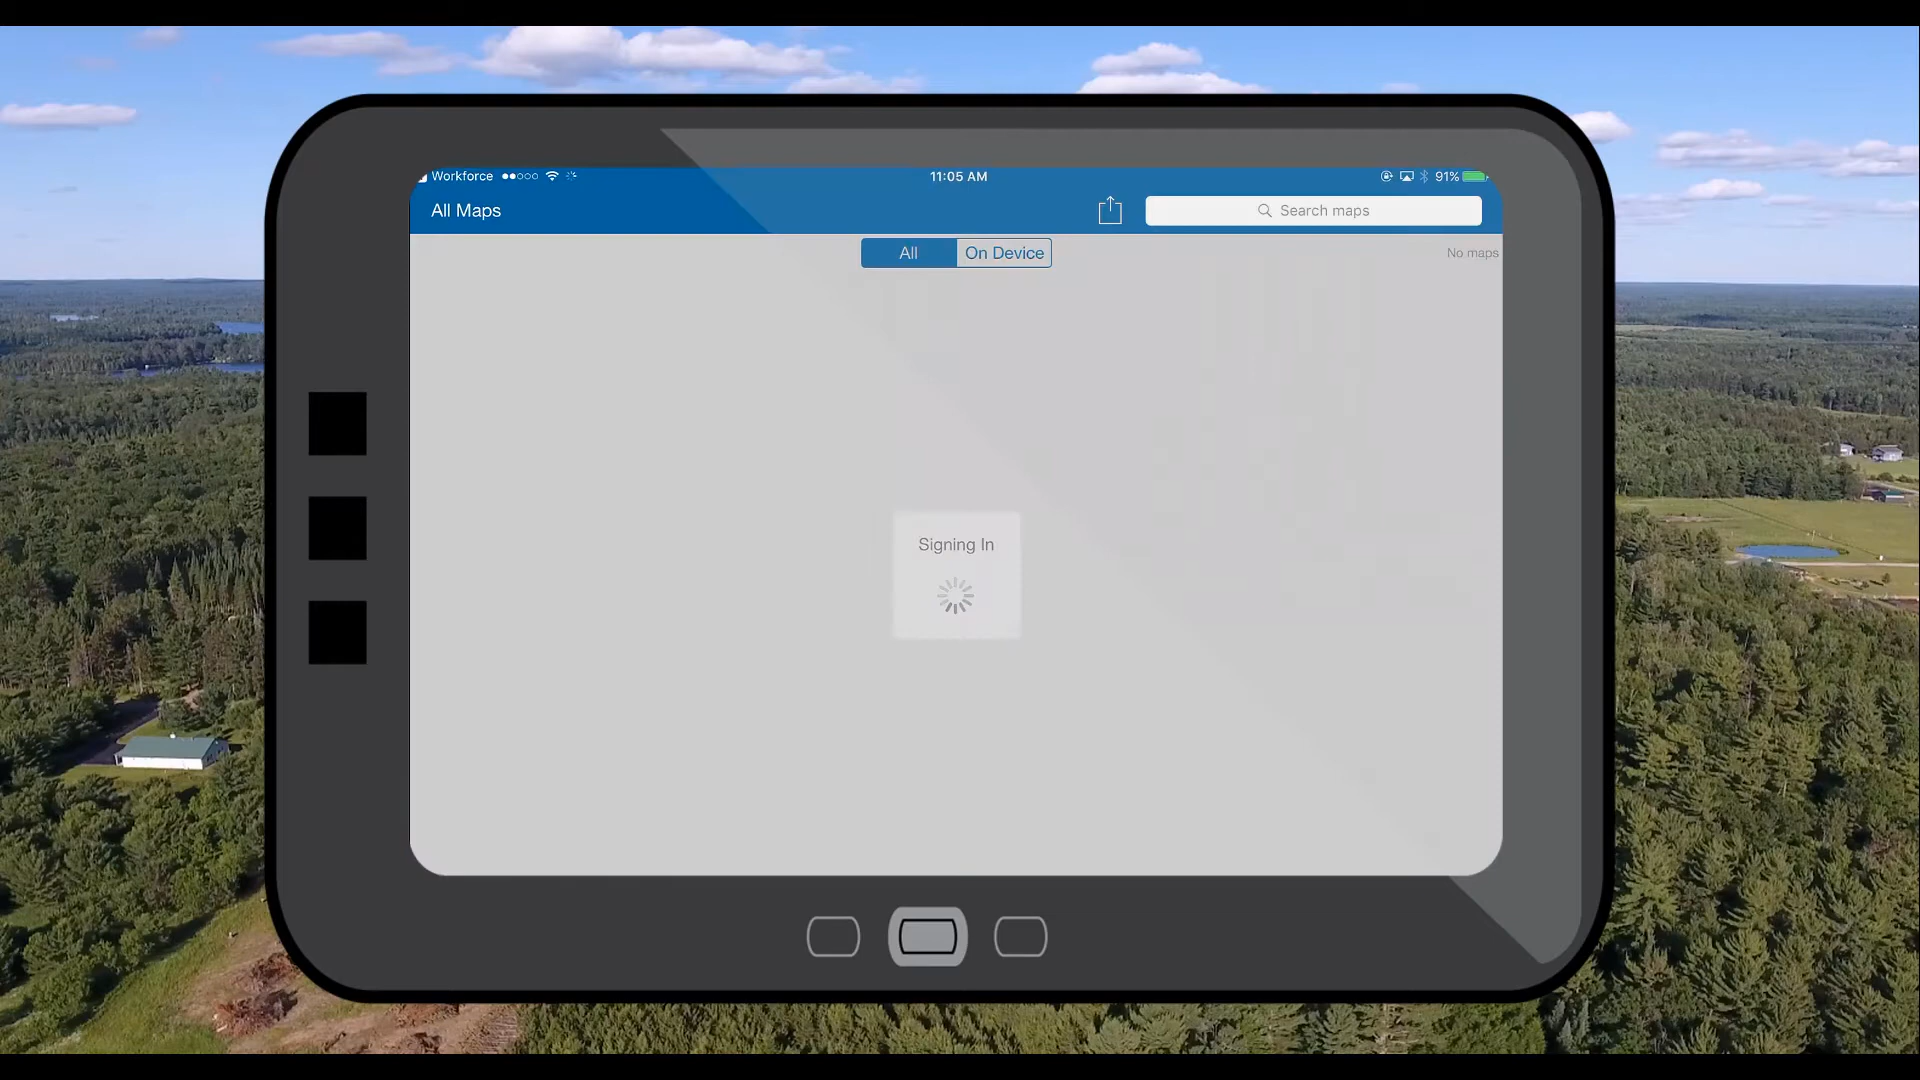 Workforce
11:05 AM
91%
All Maps
Search maps
All
On Device
No maps
Signing In